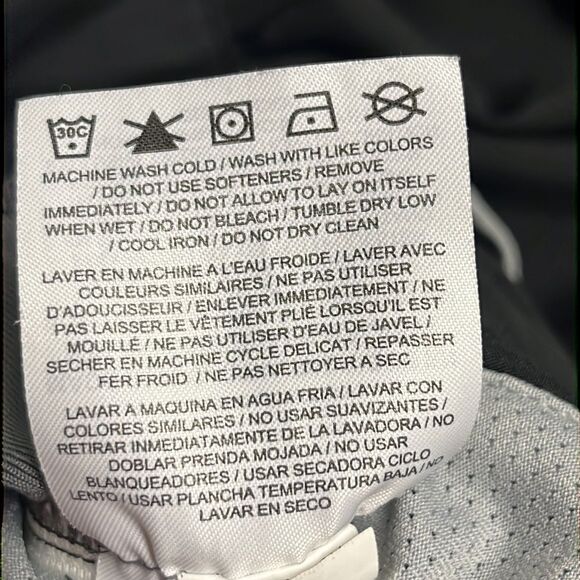 30C
MACHINE WASH COLD / WASH WITH LIKE COLORS
/ DO NOT USE SOFTENERS / REMOVE
IMMEDIATELY / DO NOT ALLOW TO LAY ON ITSELF
WHEN WET / DO NOT BLEACH / TUMBLE DRY LOW
/ COOL IRON / DO NOT DRY CLEAN
LAVER EN MACHINE A L'EAU FROIDE / LAVER AVEC
COULEURS SIMILAIRES / NE PAS UTILISER
D'ADOUCISSEUR / ENLEVER IMMEDIATEMENT / NE
PAS LAISSER LE VÊTEMENT PLIÉ LORSQU'IL EST
MOUILLÉ / NE PAS UTILISER D'EAU DE JAVEL /
SECHER EN MACHINE CYCLE DELICAT / REPASSER
FER FROID / NE PAS NETTOYER A SEC
LAVAR A MAQUINA EN AGUA FRIA / LAVAR CON
COLORES SIMILARES / NO USAR SUAVIZANTES /
RETIRAR INMEDIATAMENTE DE LA LAVADORA / NO
DOBLAR PRENDA MOJADA / NO USAR
BLANQUEADORES / USAR SECADORA CICLO
LENTO / USAR PLANCHA TEMPERATURA BAJA / NO
LAVAR EN SECO